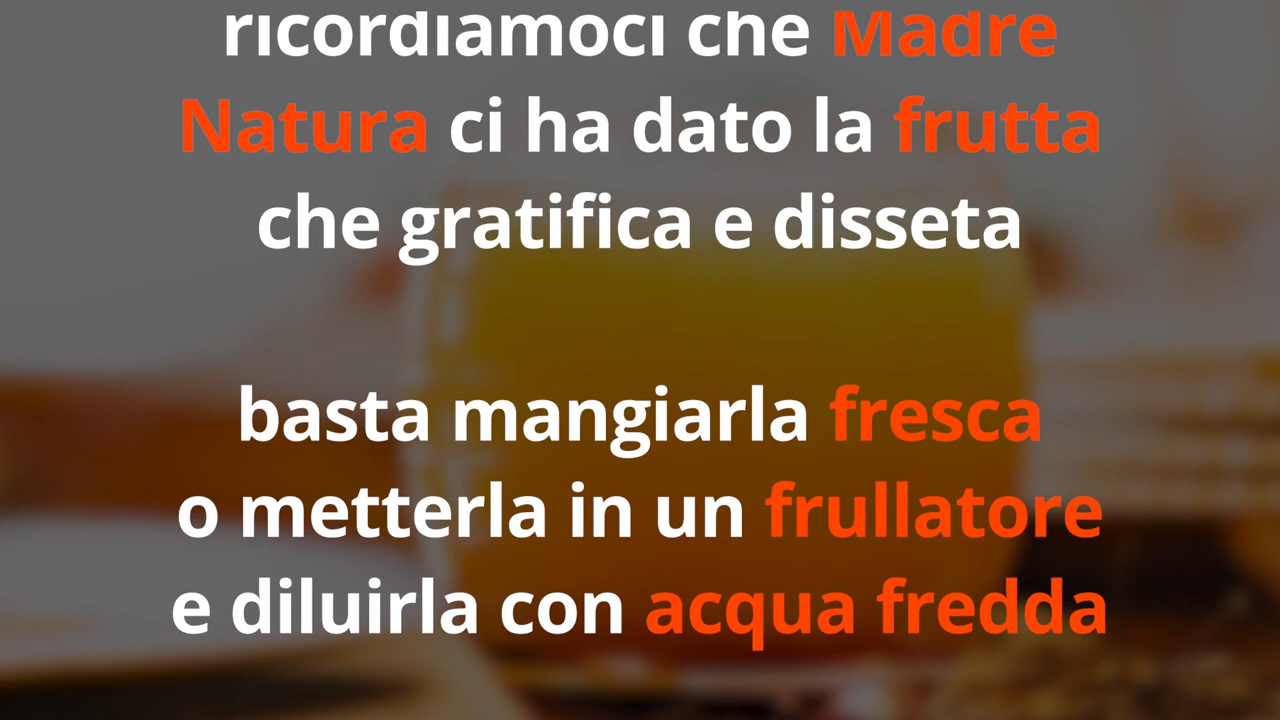 ricordiamoci che Madre
Natura ci ha dato la frutta
che gratifica e disseta
basta mangiarla fresca
o metterla in un frullatore
e diluirla con acqua fredda